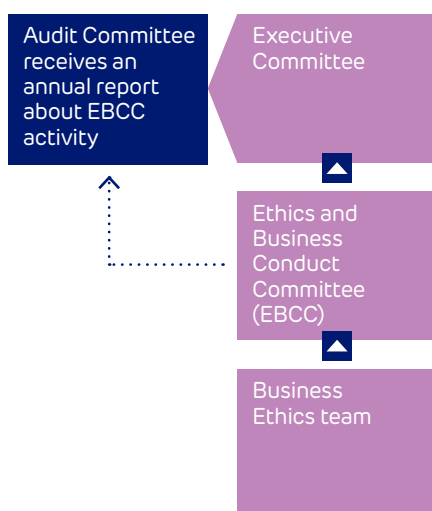 Audit Committee
receives an
annual report
about EBCC
activity
Executive
Committee
Ethics and
Business
Conduct
Committee
(EBCC)
Business
Ethics team